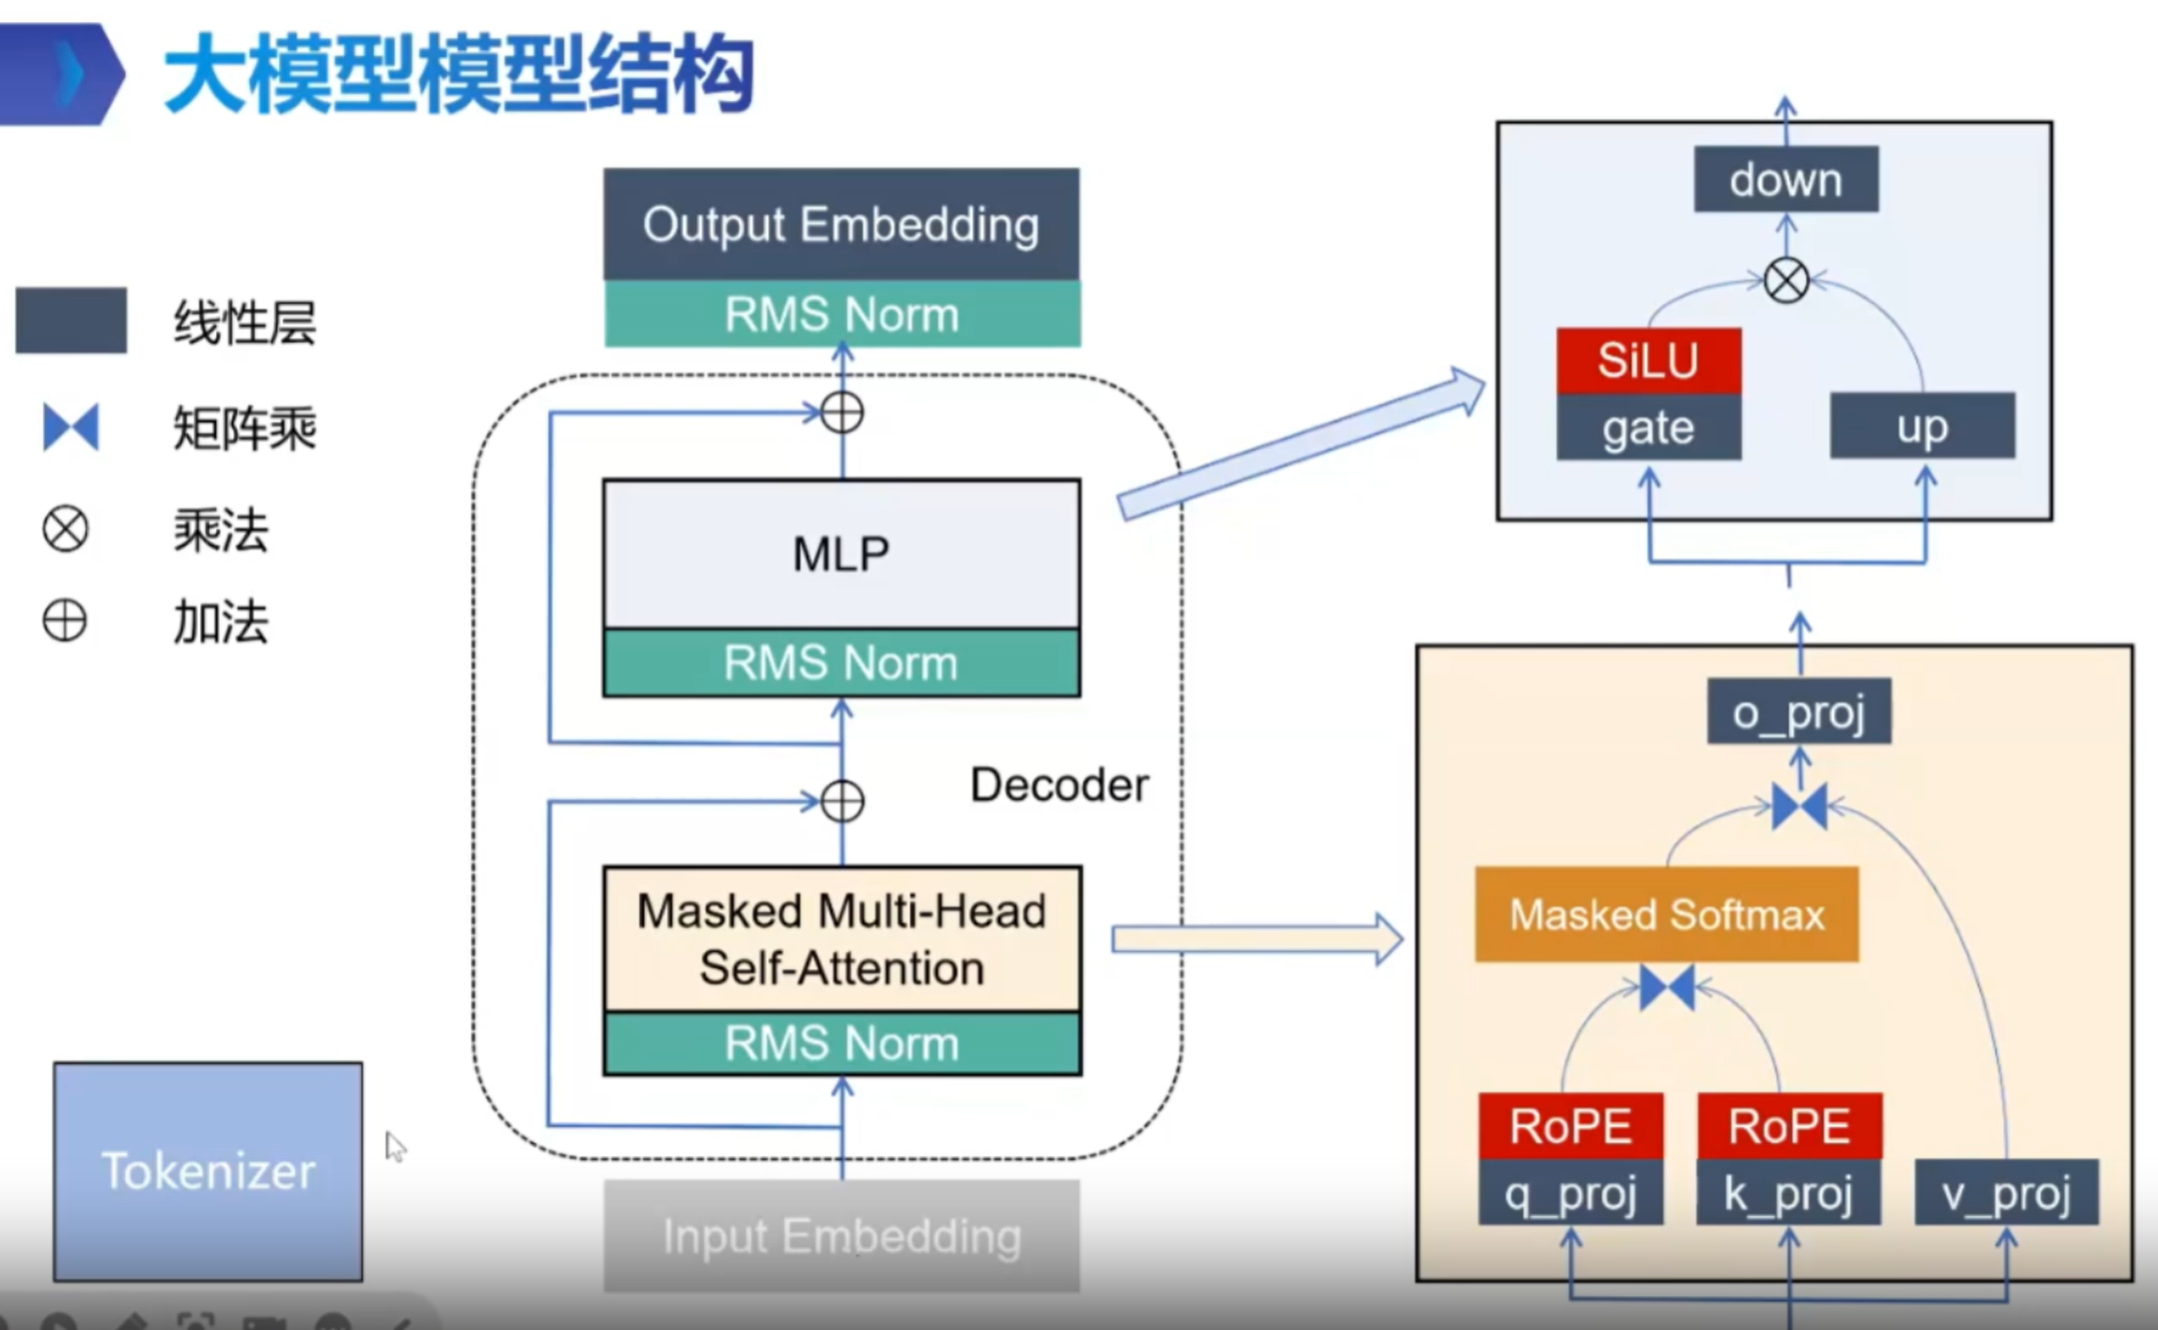 大模型模型结构
线性层
矩阵乘
乘法
加法
Tokenizer
Output Embedding
RMS Norm
MLP
RMS Norm
Decoder
Masked Multi-Head
Self-Attention
RMS Norm
Input Embedding
down
SiLU
gate
up
o_proj
Masked Softmax
RoPE
RoPE
q_proj
k_proj
v_proj